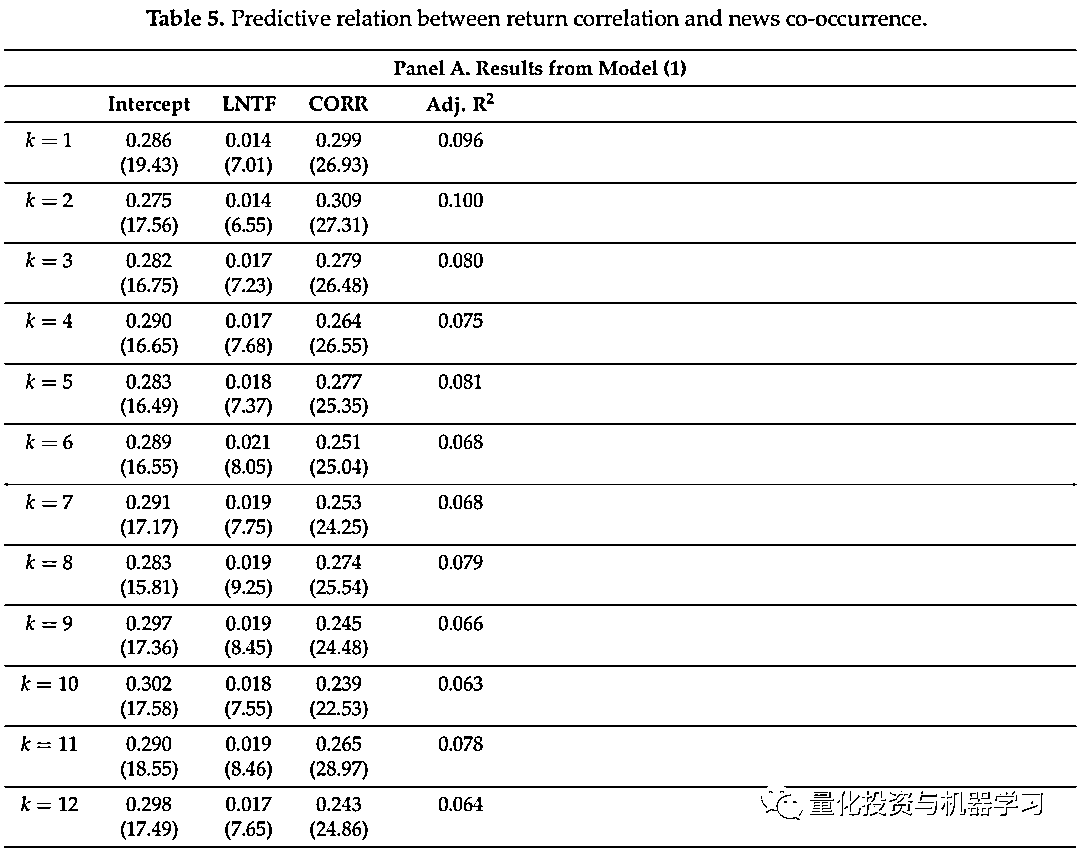 Table 5. Predictive relation between return correlation and news co-occurrence.
Panel A. Results from Model (1)
Intercept LNTF CORR Adj. R²
k = 1 0.286 0.014 0.299 0.096
(19.43) (7.01) (26.93)
k = 2 0.275 0.014 0.309 0.100
(17.56) (6.55) (27.31)
k = 3 0.282 0.017 0.279 0.080
(16.75) (7.23) (26.48)
k = 4 0.290 0.017 0.264 0.075
(16.65) (7.68) (26.55)
k = 5 0.283 0.018 0.277 0.081
(16.49) (7.37) (25.35)
k = 6 0.289 0.021 0.251 0.068
(16.55) (8.05) (25.04)
k = 7 0.291 0.019 0.253 0.068
(17.17) (7.75) (24.25)
k = 8 0.283 0.019 0.274 0.079
(15.81) (9.25) (25.54)
k = 9 0.297 0.019 0.245 0.066
(17.36) (8.45) (24.48)
k = 10 0.302 0.018 0.239 0.063
(17.58) (7.55) (22.53)
k = 11 0.290 0.019 0.265 0.078
(18.55) (8.46) (28.97)
k = 12 0.298 0.017 0.243 0.064
(17.49) (7.65) (24.86)
量化投资与机器学习